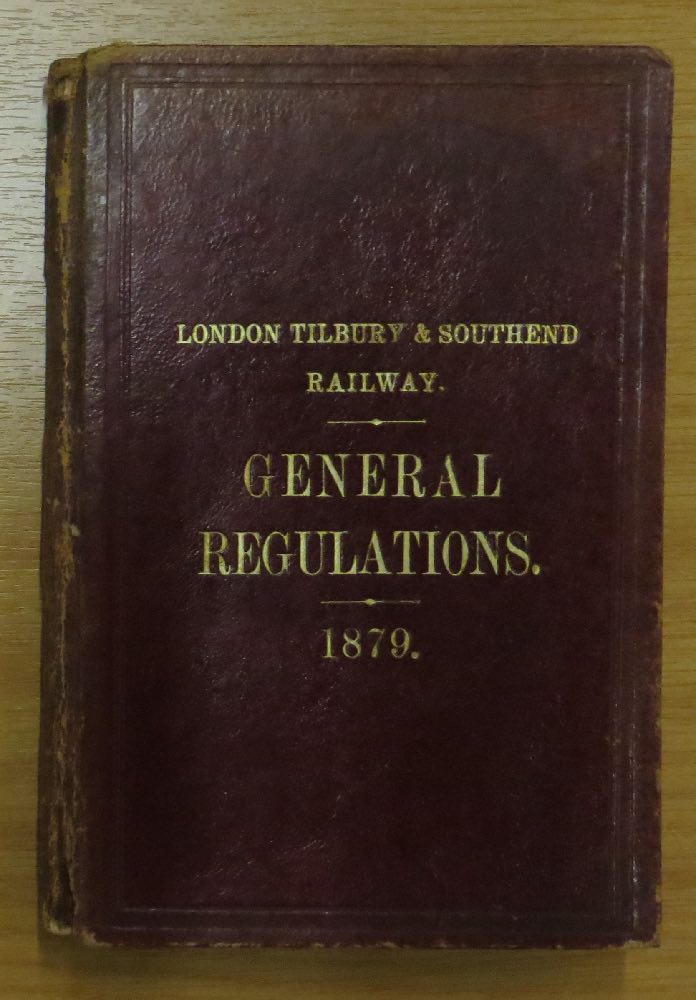 LONDON TILBURY & SOUTHEND
RAILWAY.
GENERAL
REGULATIONS.
1879.